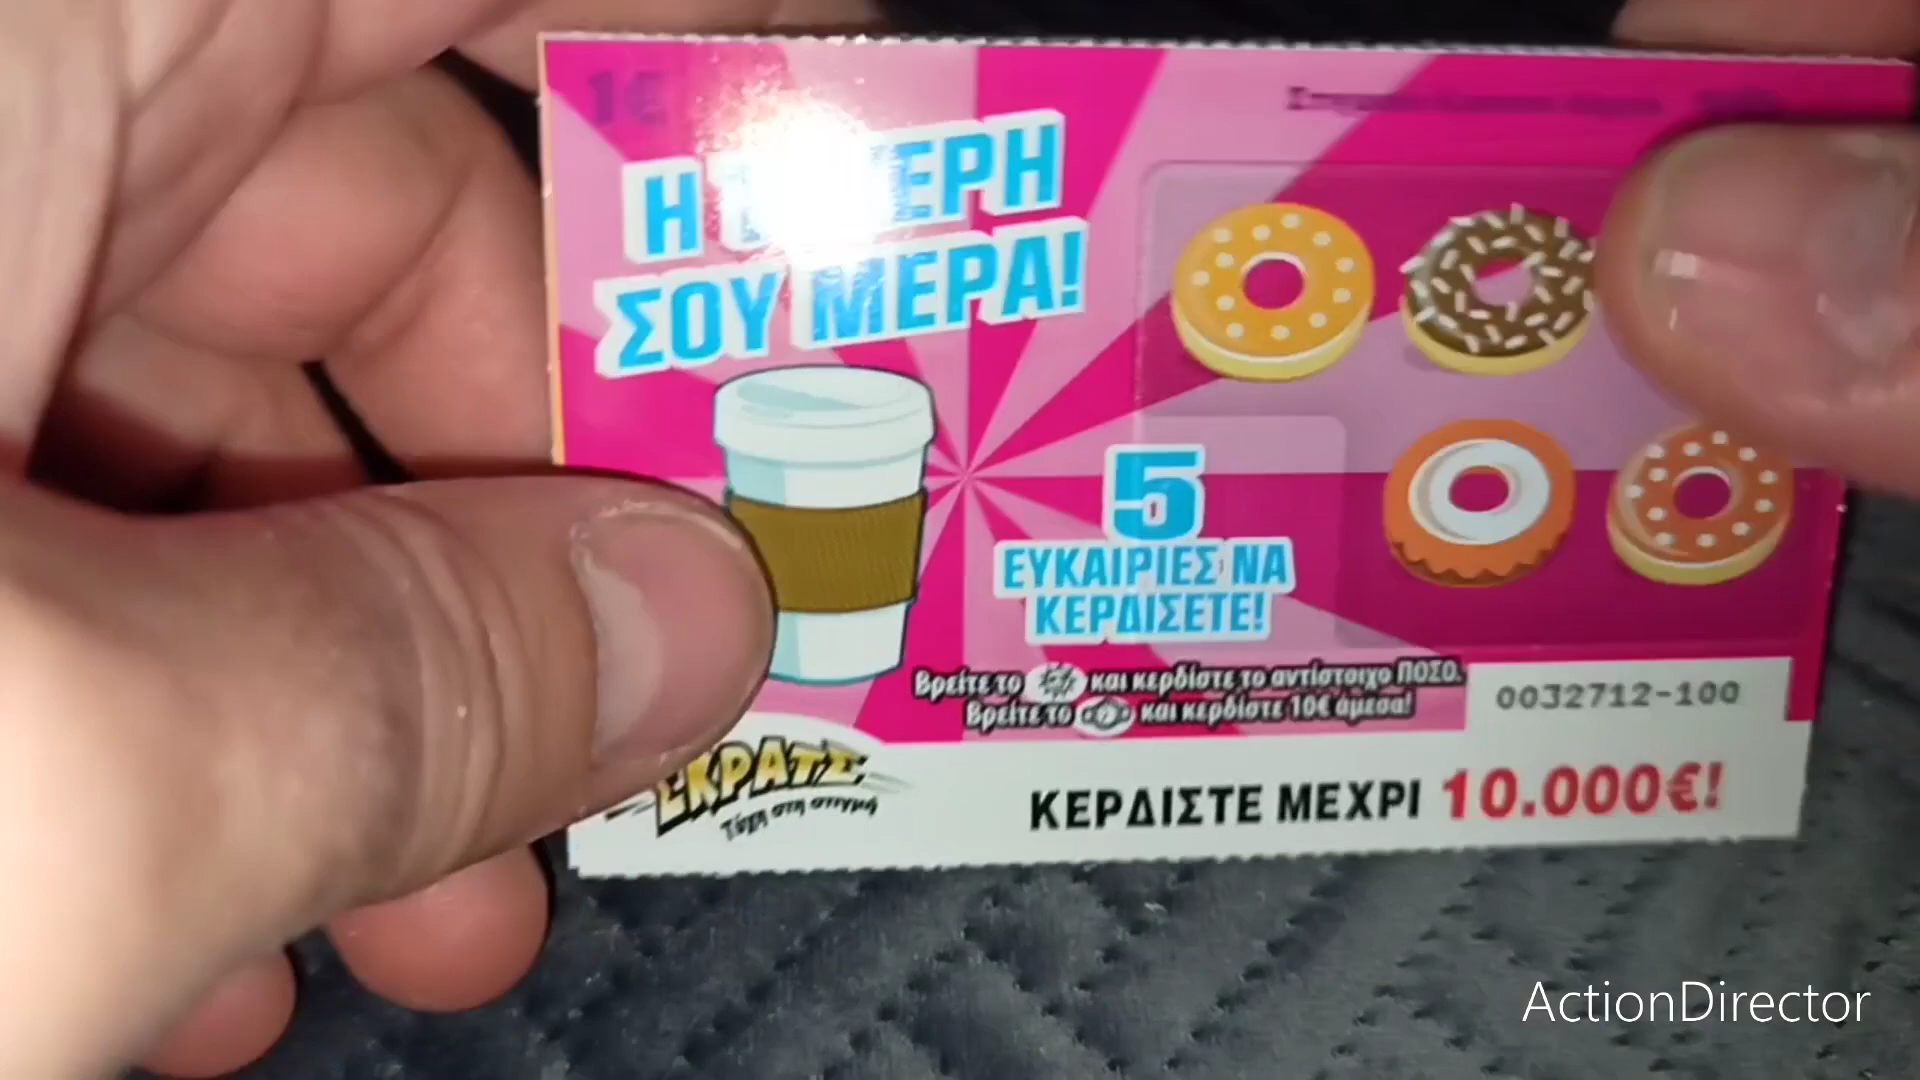 1€
Η ΤΥΧΕΡΗ
ΣΟΥ ΜΕΡΑ!
5
ΕΥΚΑΙΡΙΕΣ ΝΑ
ΚΕΡΔΙΣΕΤΕ!
Βρείτε το και κερδίστε το αντίστοιχο ΠΟΣΟ.
Βρείτε το και κερδίστε 10€ άμεσα!
0032712-100
ΣΚΡΑΤΣ
Τύχη στη στιγμή
ΚΕΡΔΙΣΤΕ ΜΕΧΡΙ 10.000€!
ActionDirector